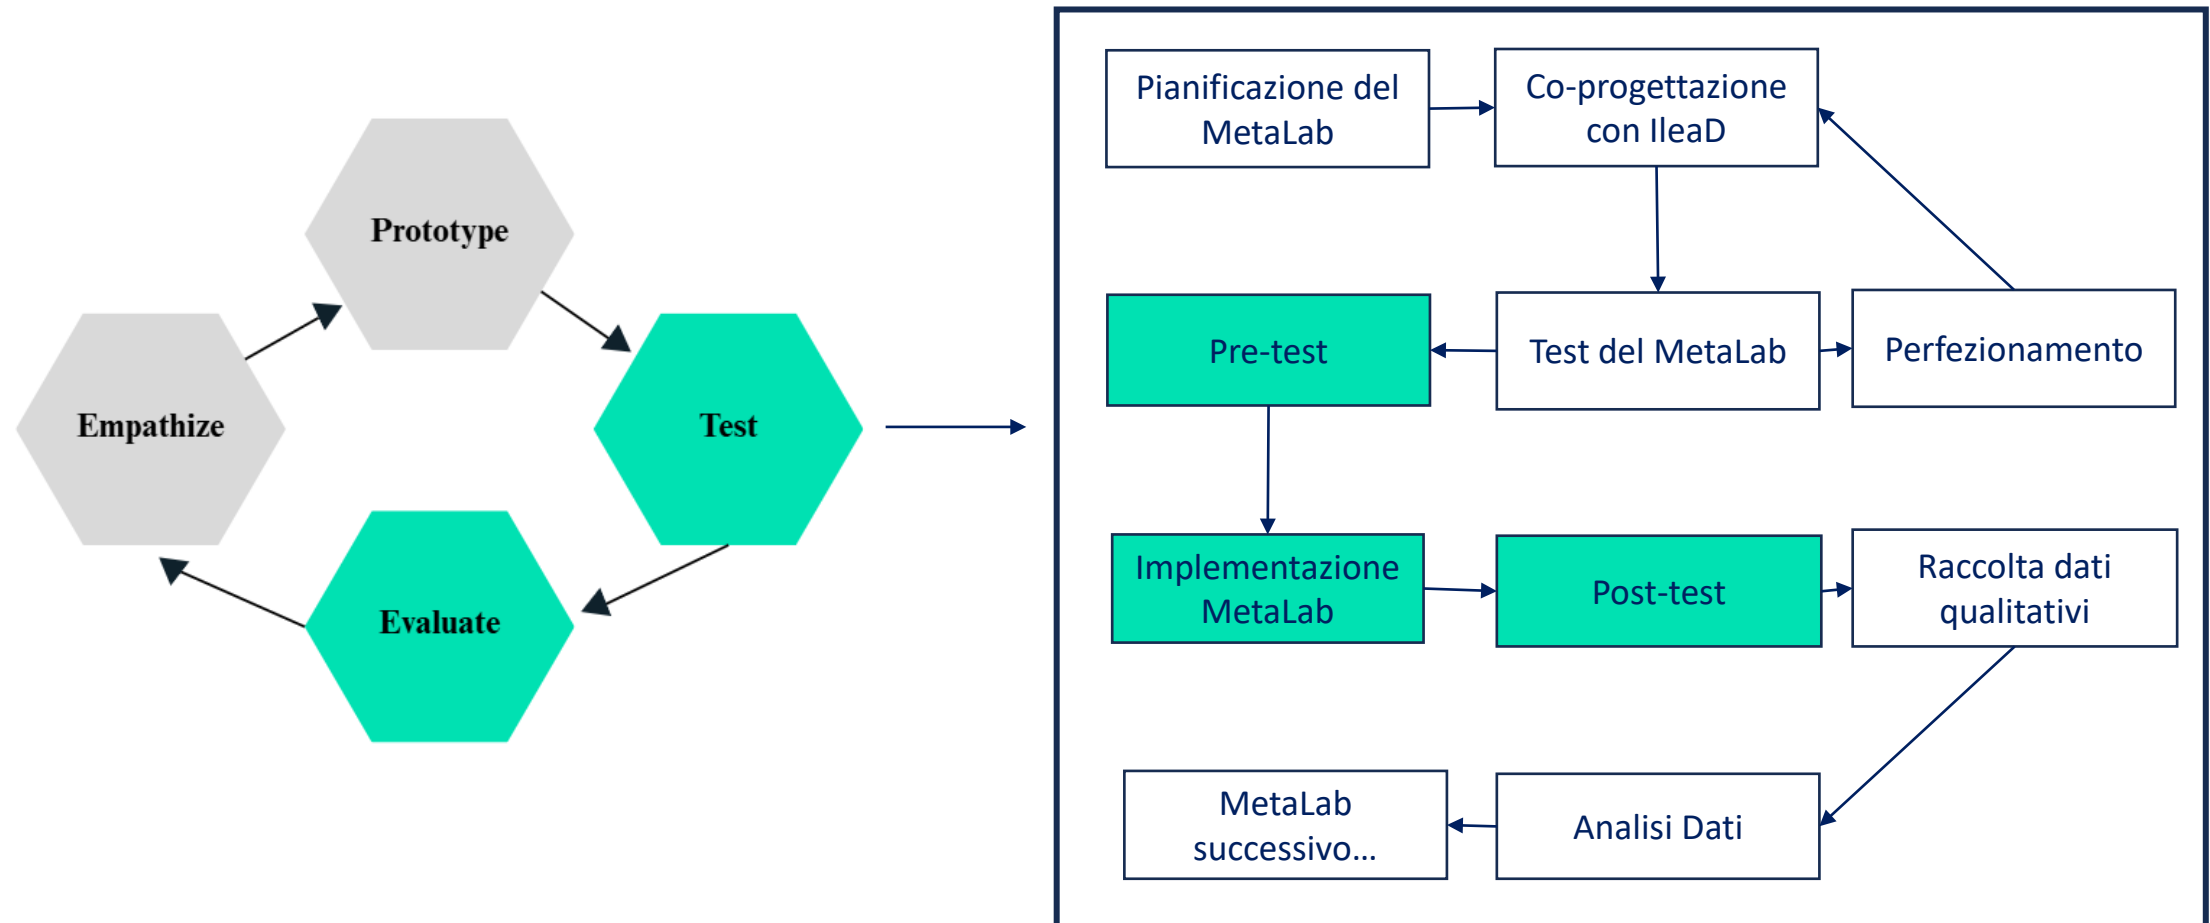 Prototype
Empathize
Test
Evaluate
Pianificazione del
MetaLab
Co-progettazione
con IleaD
Pre-test
Test del MetaLab
Perfezionamento
Implementazione
MetaLab
Post-test
Raccolta dati
qualitativi
MetaLab
successivo…
Analisi Dati